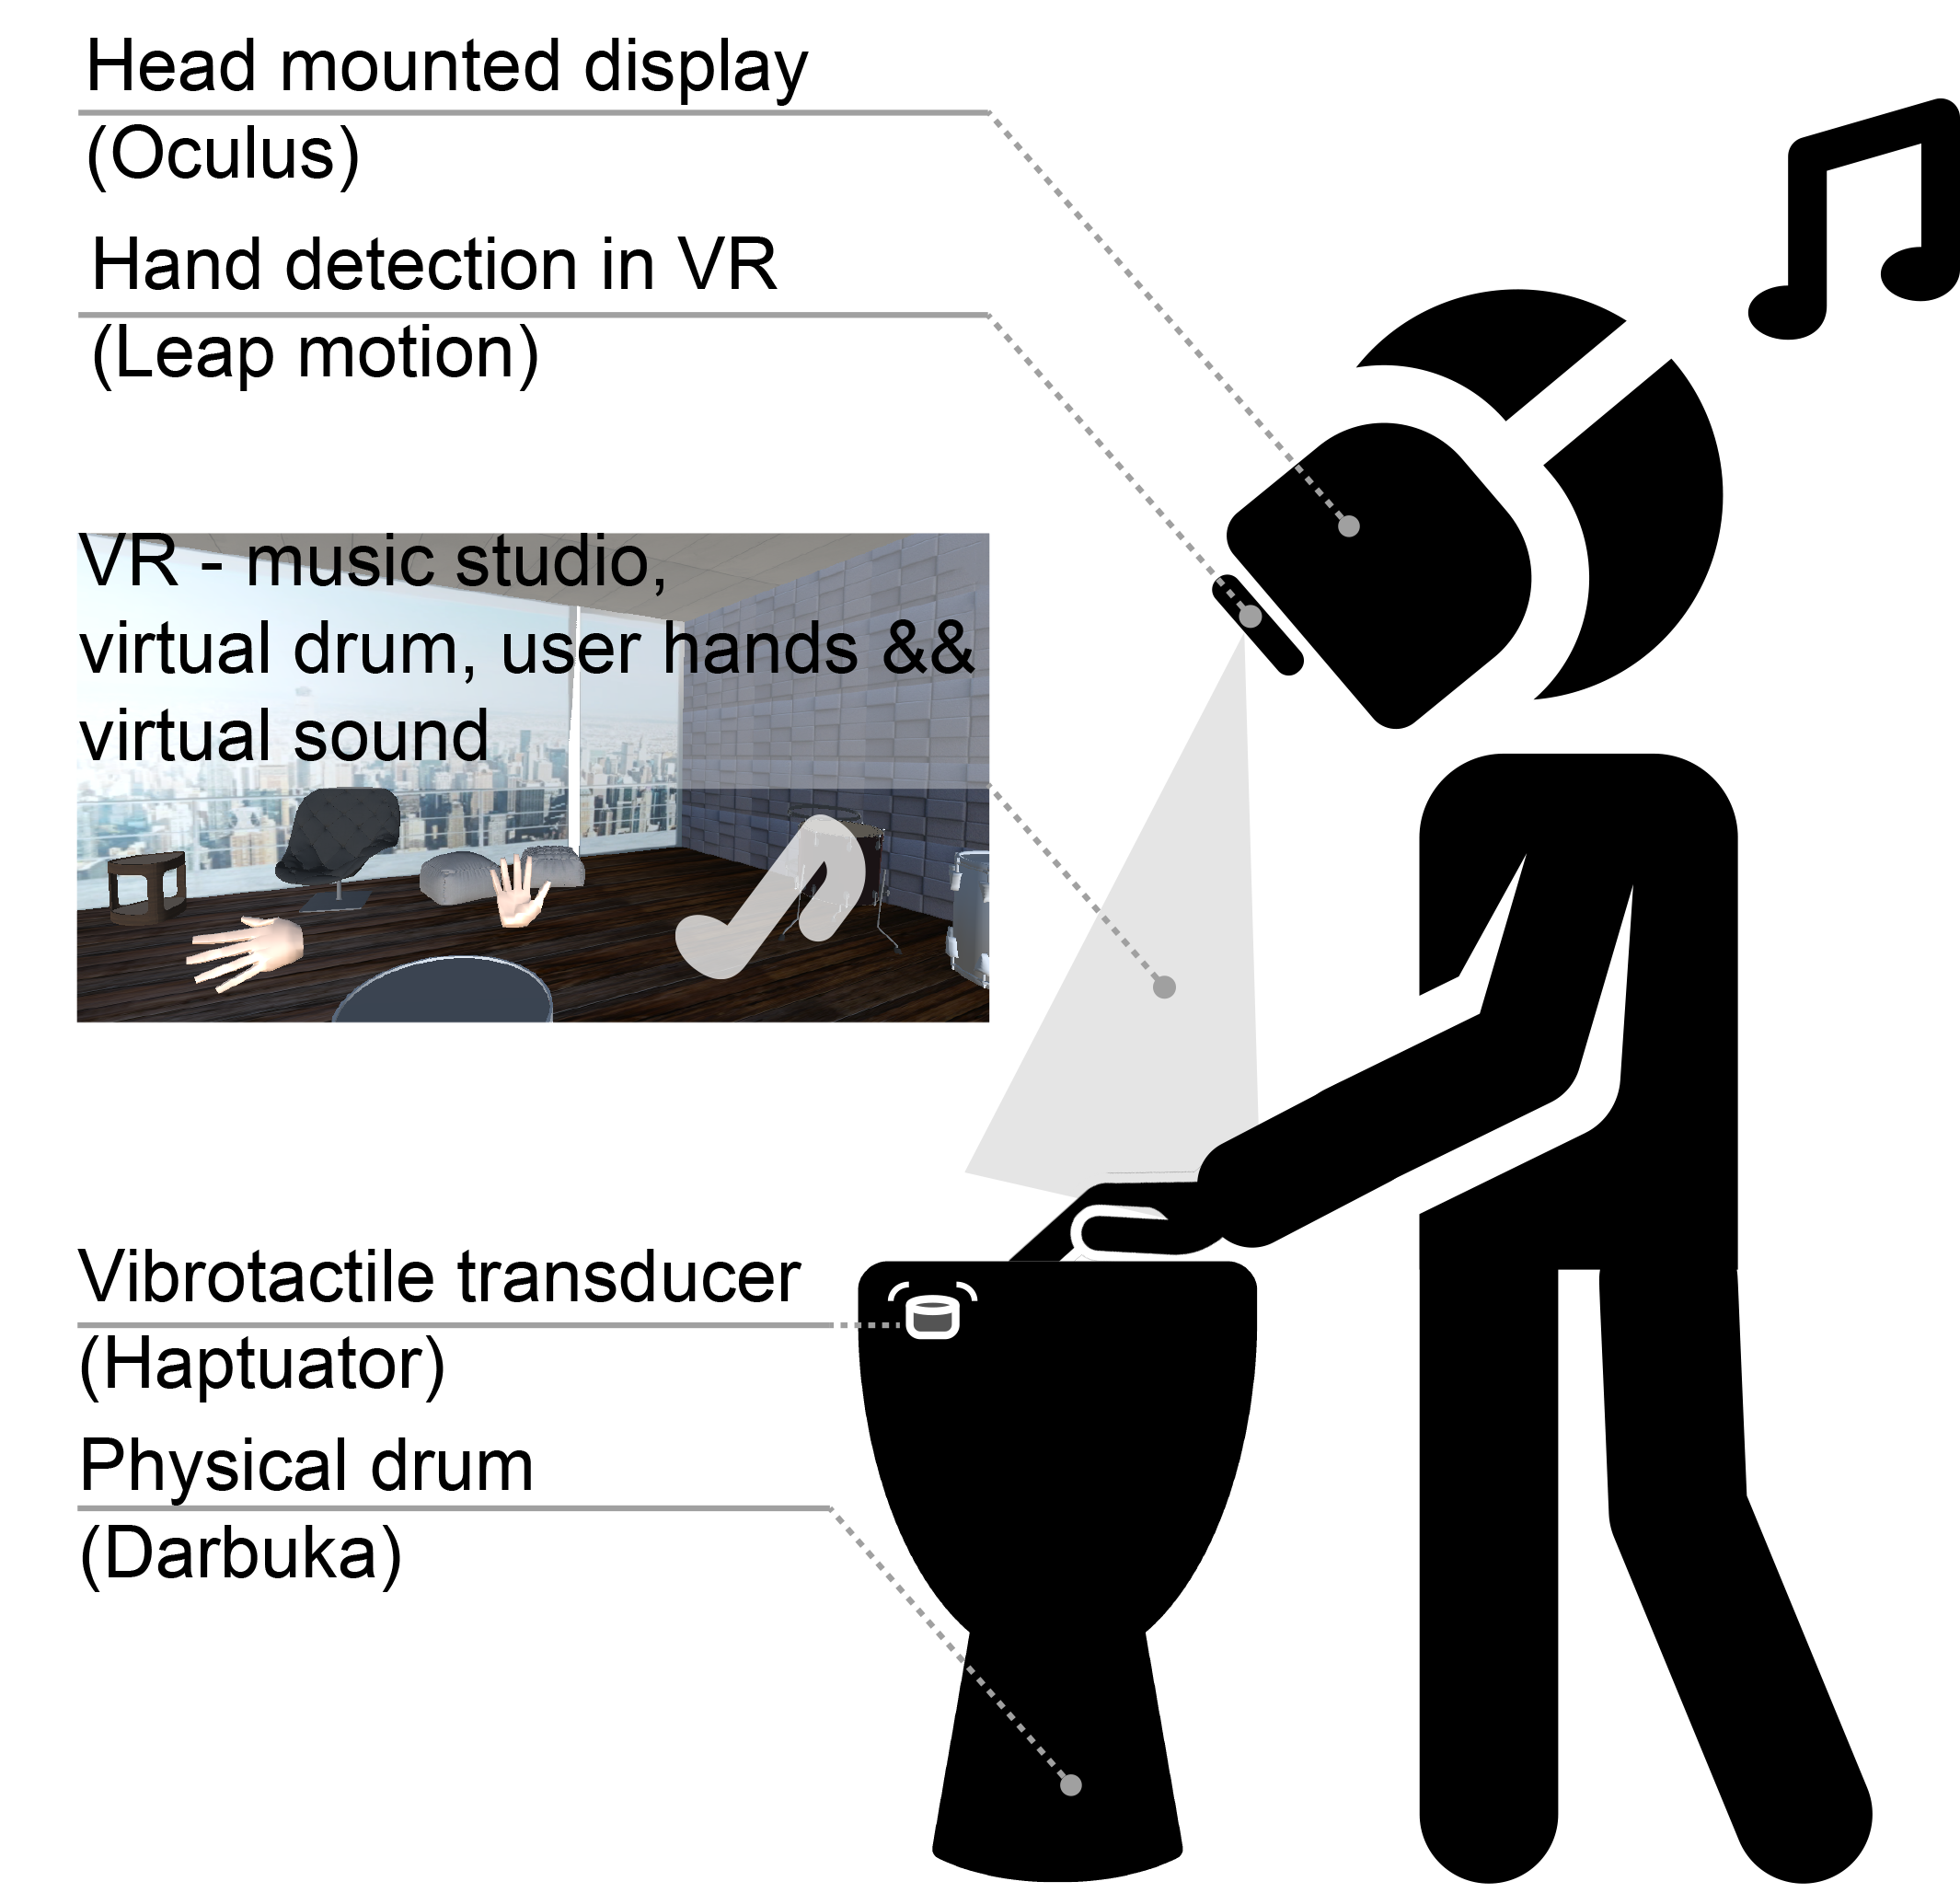 Head mounted display
(Oculus)
Hand detection in VR
(Leap motion)
VR - music studio,
virtual drum, user hands &&
virtual sound
Vibrotactile transducer
(Haptuator)
Physical drum
(Darbuka)